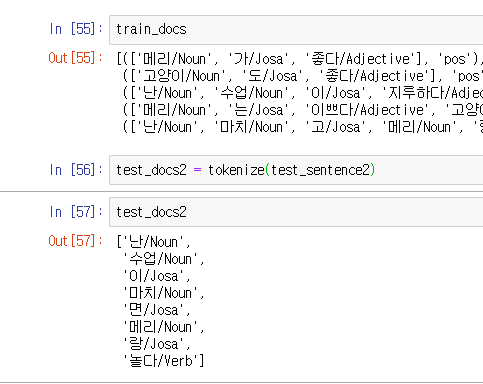 In [55]: train_docs
Out[55]: [(['메리/Noun', '가/Josa', '좋다/Adjective'], 'pos'),
(['고양이/Noun', '도/Josa', '좋다/Adjective'], 'pos'
(['난/Noun', '수업/Noun', '이/Josa', '지루하다/Adje
(['메리/Noun', '는/Josa', '이쁘다/Adjective', '고양
(['난/Noun', '마치/Noun', '고/Josa', '메리/Noun',
In [56]: test_docs2 = tokenize(test_sentence2)
In [57]: test_docs2
Out[57]: ['난/Noun',
'수업/Noun',
'이/Josa',
'마치/Noun',
'면/Josa',
'메리/Noun',
'랑/Josa',
'놀다/Verb']